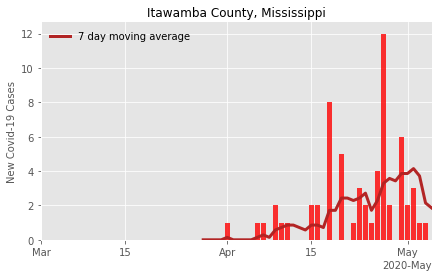 Itawamba County, Mississippi
7 day moving average
New Covid-19 Cases
12
10
8
6
4
2
0
Mar
15
Apr
15
May
2020-May